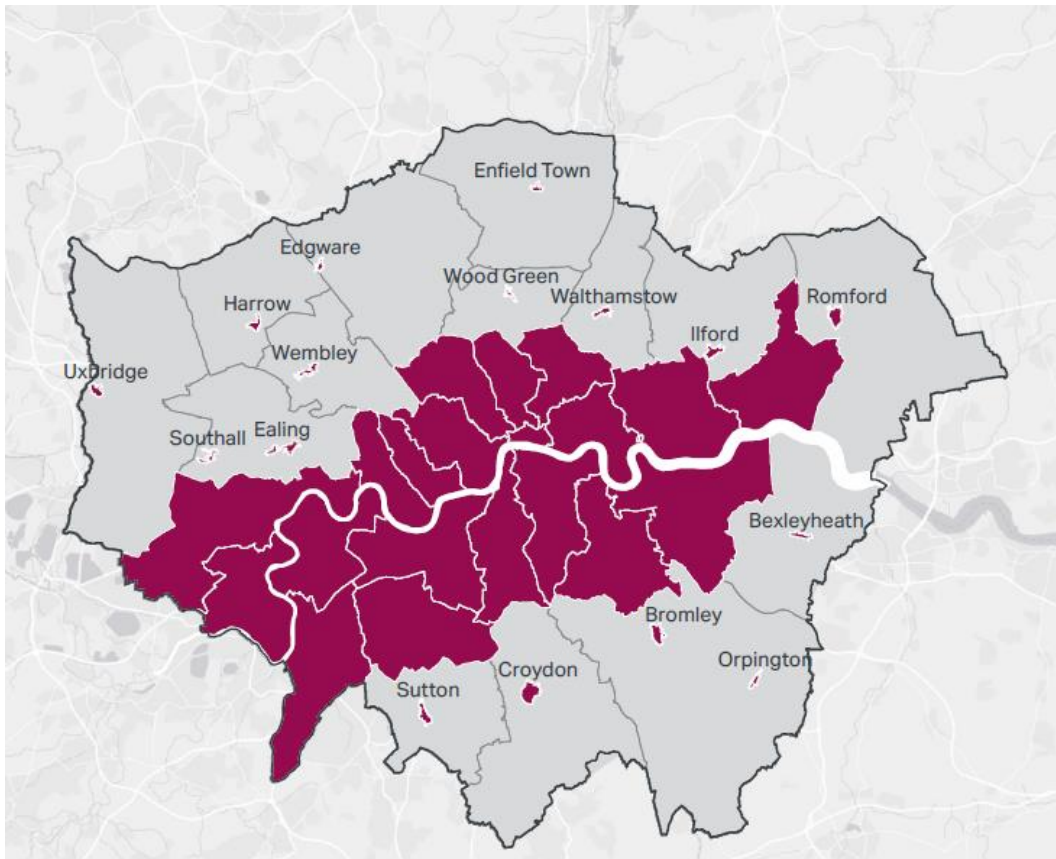 Enfield Town
Edgware
Wood Green
Harrow
Walthamstow
Romford
Ilford
Wembley
Uxbridge
Southall
Ealing
Bexleyheath
Bromley
Orpington
Croydon
Sutton